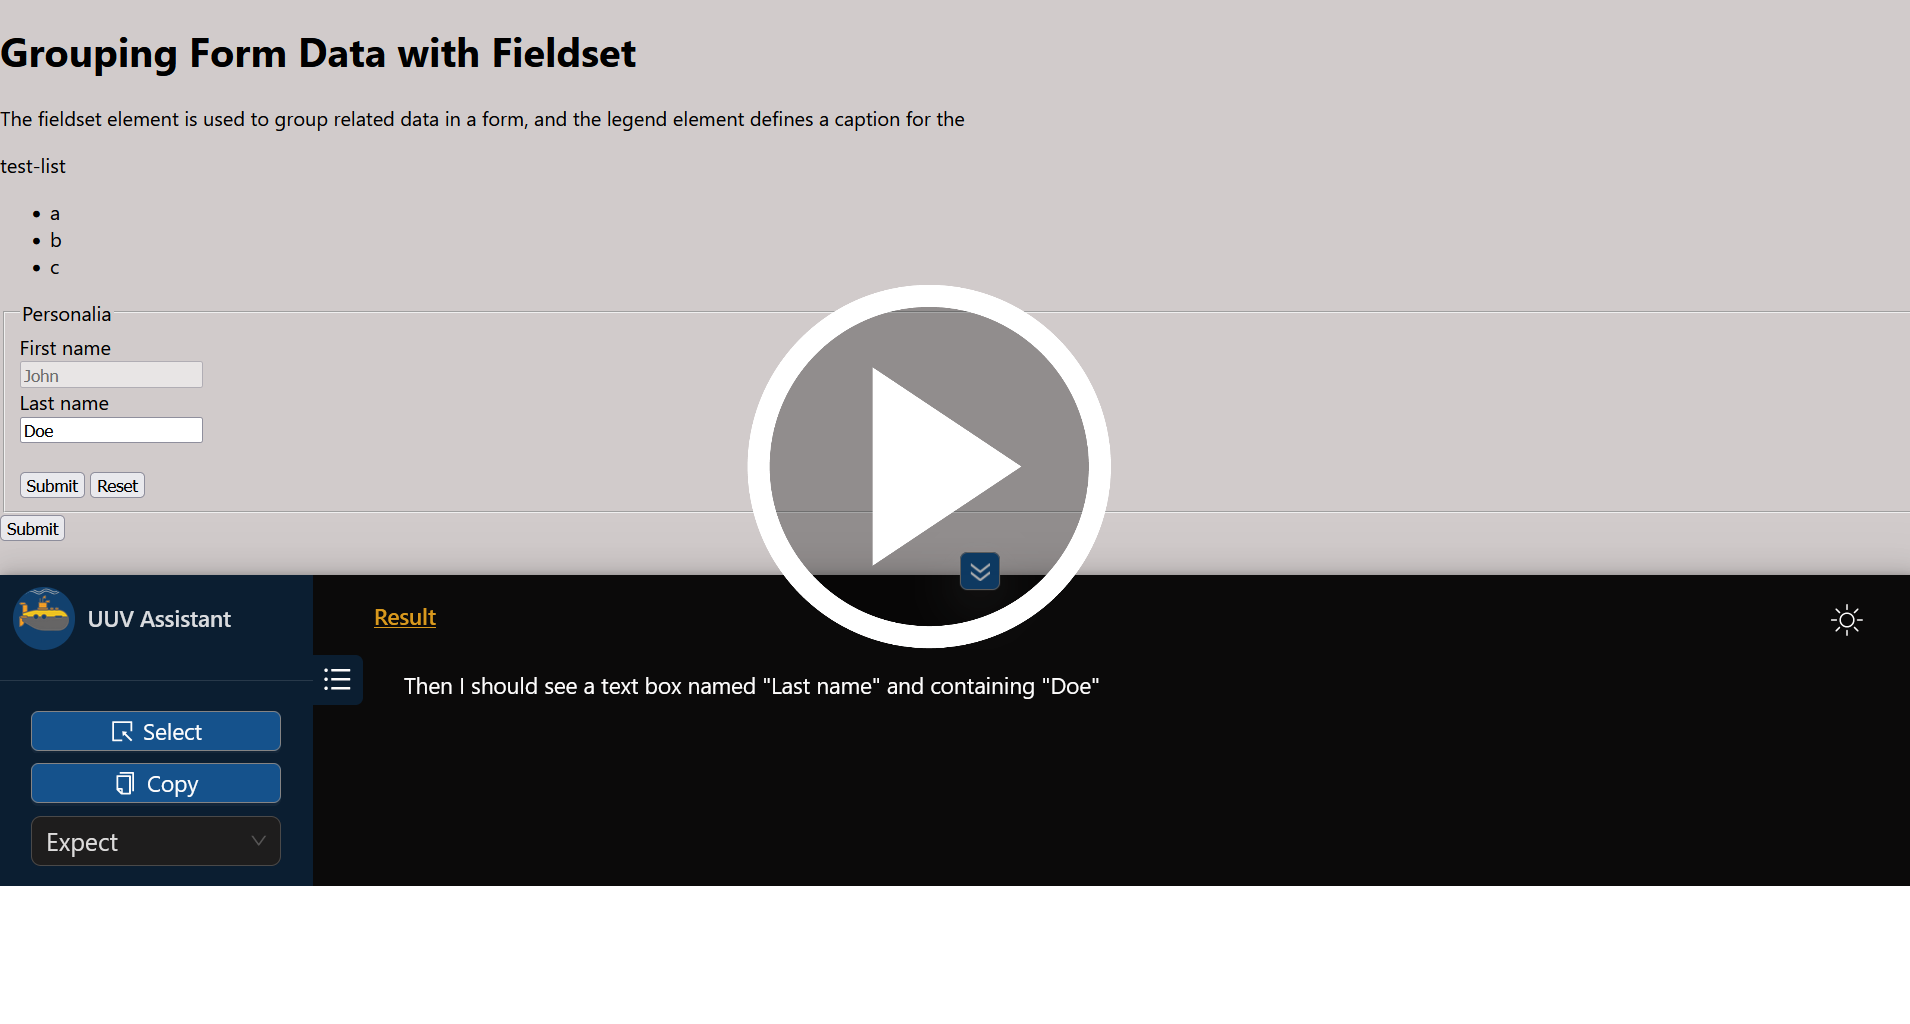 Grouping Form Data with Fieldset
The fieldset element is used to group related data in a form, and the legend element defines a caption for the
test-list
a
b
c
Personalia
First name
John
Last name
Doe
Submit Reset
Submit
UUV Assistant
Result
Then I should see a text box named "Last name" and containing "Doe"
Select
Copy
Expect